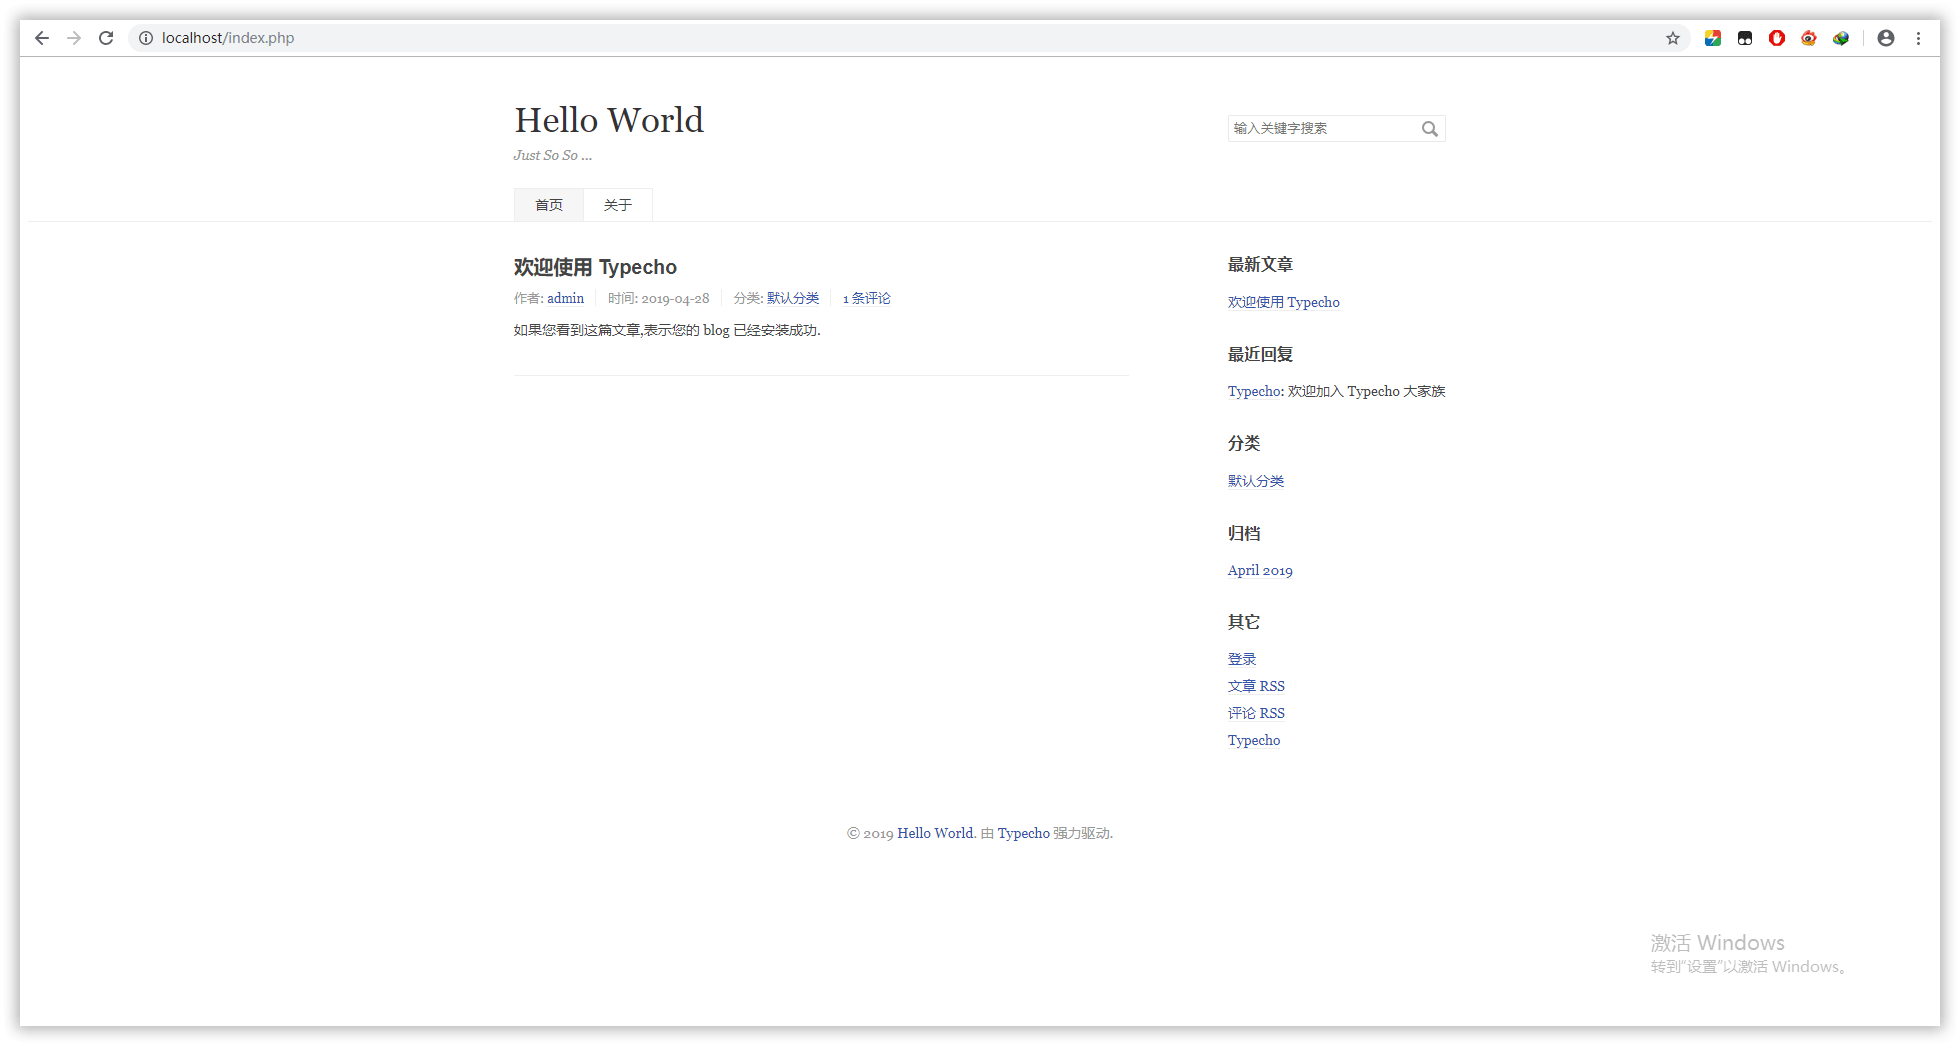 localhost/index.php
Hello World
输入关键字搜索
Just So So ...
首页 关于
欢迎使用 Typecho
作者: admin 时间: 2019-04-28 分类: 默认分类 1 条评论
如果您看到这篇文章,表示您的 blog 已经安装成功.
最新文章
欢迎使用 Typecho
最近回复
Typecho: 欢迎加入 Typecho 大家族
分类
默认分类
归档
April 2019
其它
登录
文章 RSS
评论 RSS
Typecho
© 2019 Hello World. 由 Typecho 强力驱动.
激活 Windows
转到“设置”以激活 Windows。